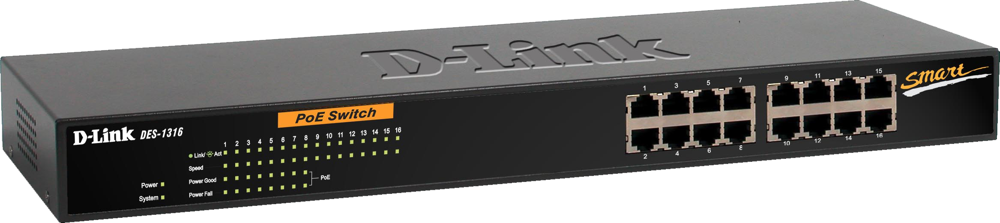 D-Link
smart
1 3 5 7 9 11 13 15
2 4 6 8 10 12 14 16
PoE Switch
D-Link DES-1316
1 2 3 4 5 6 7 8 9 10 11 12 13 14 15 16
Link/ Act
Speed
Power Good
PoE
Power Fail
Power
System